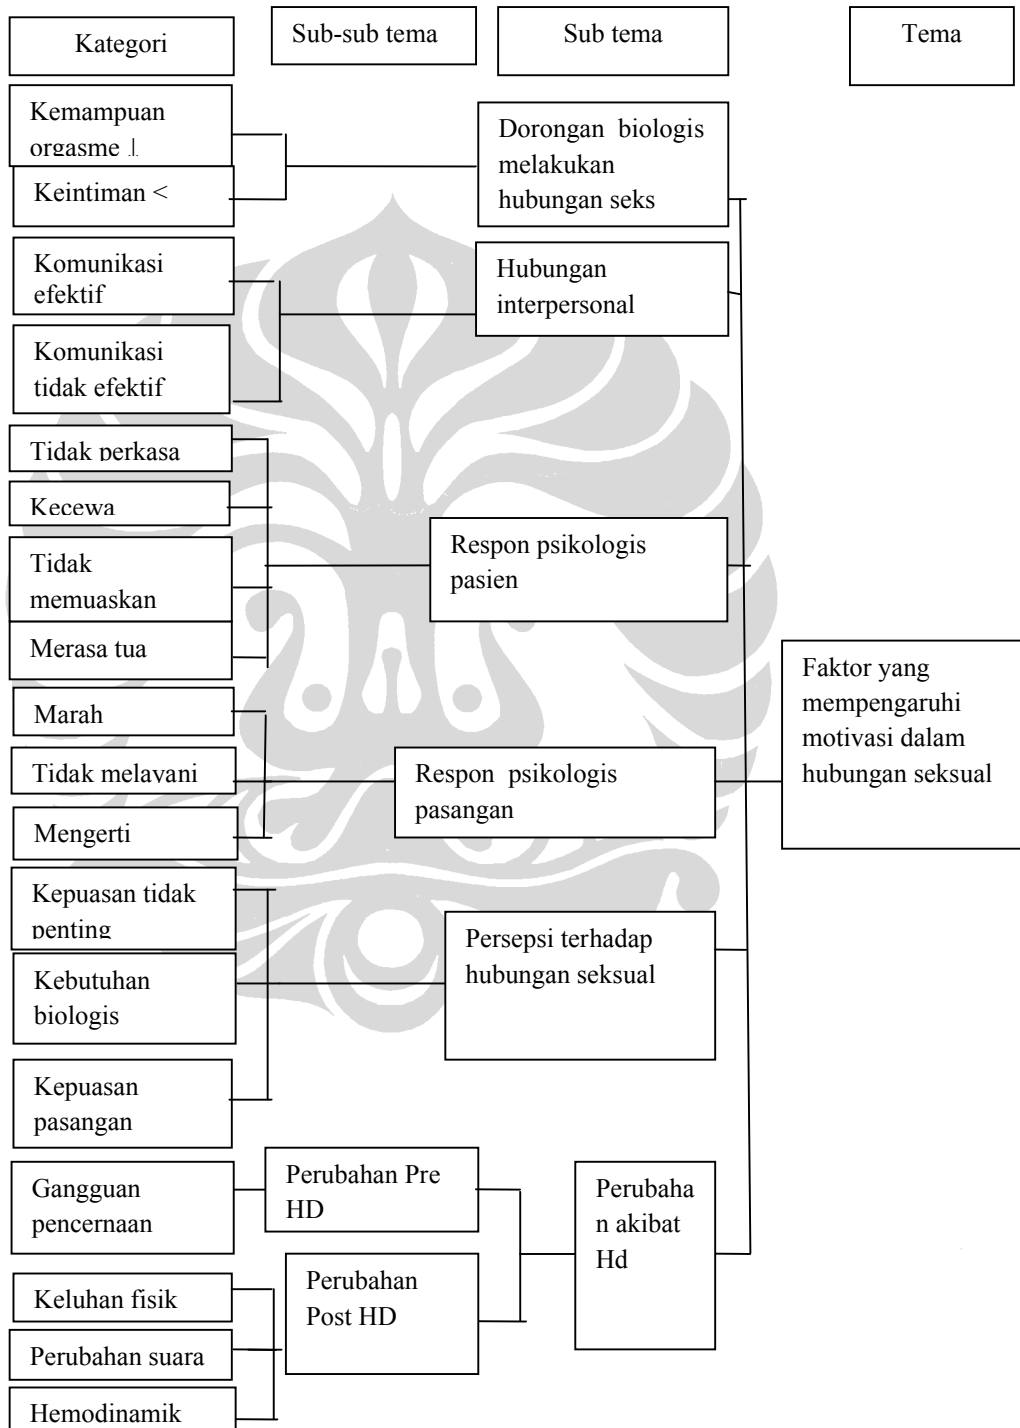 Kategori
Sub-sub tema
Sub tema
Tema
Kemampuan
orgasme ↓
Keintiman <
Dorongan biologis
melakukan
hubungan seks
Komunikasi
efektif
Komunikasi
tidak efektif
Hubungan
interpersonal
Tidak perkasa
Kecewa
Tidak
memuaskan
Merasa tua
Respon psikologis
pasien
Marah
Tidak melayani
Mengerti
Respon psikologis
pasangan
Faktor yang
mempengaruhi
motivasi dalam
hubungan seksual
Kepuasan tidak
penting
Kebutuhan
biologis
Kepuasan
pasangan
Persepsi terhadap
hubungan seksual
Gangguan
pencernaan
Perubahan Pre
HD
Keluhan fisik
Perubahan suara
Hemodinamik
Perubahan
Post HD
Perubaha
n akibat
Hd